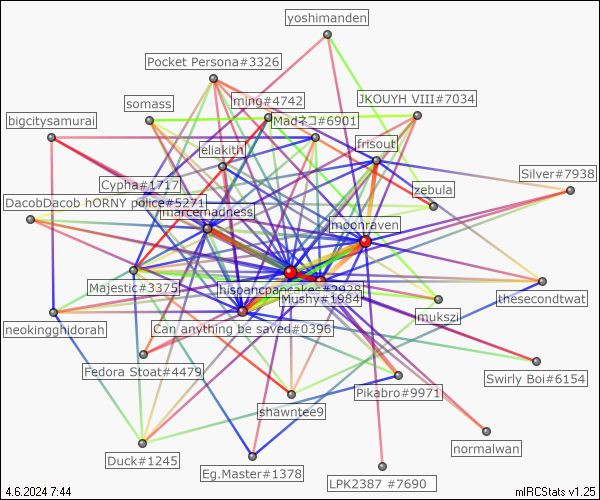 yoshimanden
Pocket Persona#3326
ming#4742
JKOUYH VIII#7034
somass
Madネコ#6901
bigcitysamurai
frisout
eliakith
Silver#7938
Cypha#1717
zebula
DacobDacob hORNY police#5271
marcemadness
moonraven
Majestic#3375
hispancpancakes#2928
thesecondtwat
Mushy#1984
mukszi
neokingghidorah
Can anything be saved#0396
Fedora Stoat#4479
Swirly Boi#6154
Pikabro#9971
shawntee9
normalwan
Duck#1245
Eg.Master#1378
LPK2387 #7690
4.6.2024 7:44
mIRCStats v1.25